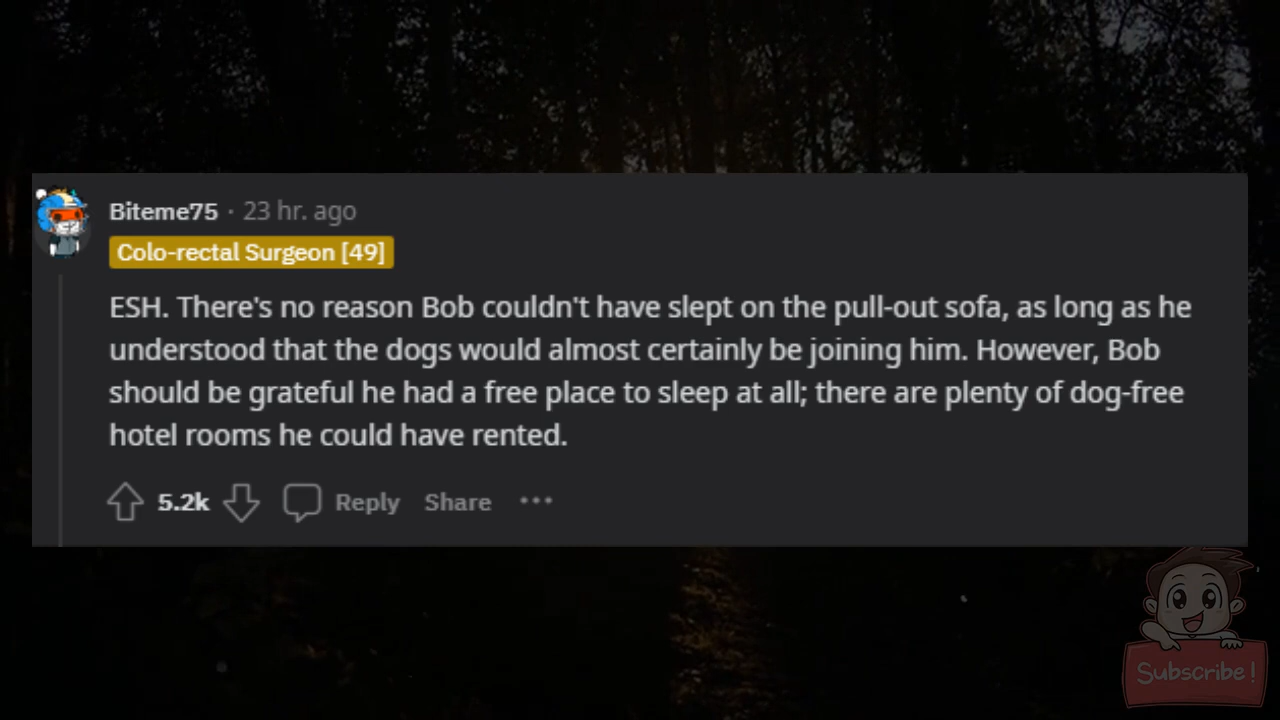 Biteme75 · 23 hr. ago
Colo-rectal Surgeon [49]
ESH. There's no reason Bob couldn't have slept on the pull-out sofa, as long as he
understood that the dogs would almost certainly be joining him. However, Bob
should be grateful he had a free place to sleep at all; there are plenty of dog-free
hotel rooms he could have rented.
5.2k Reply Share ···
Subscribe!